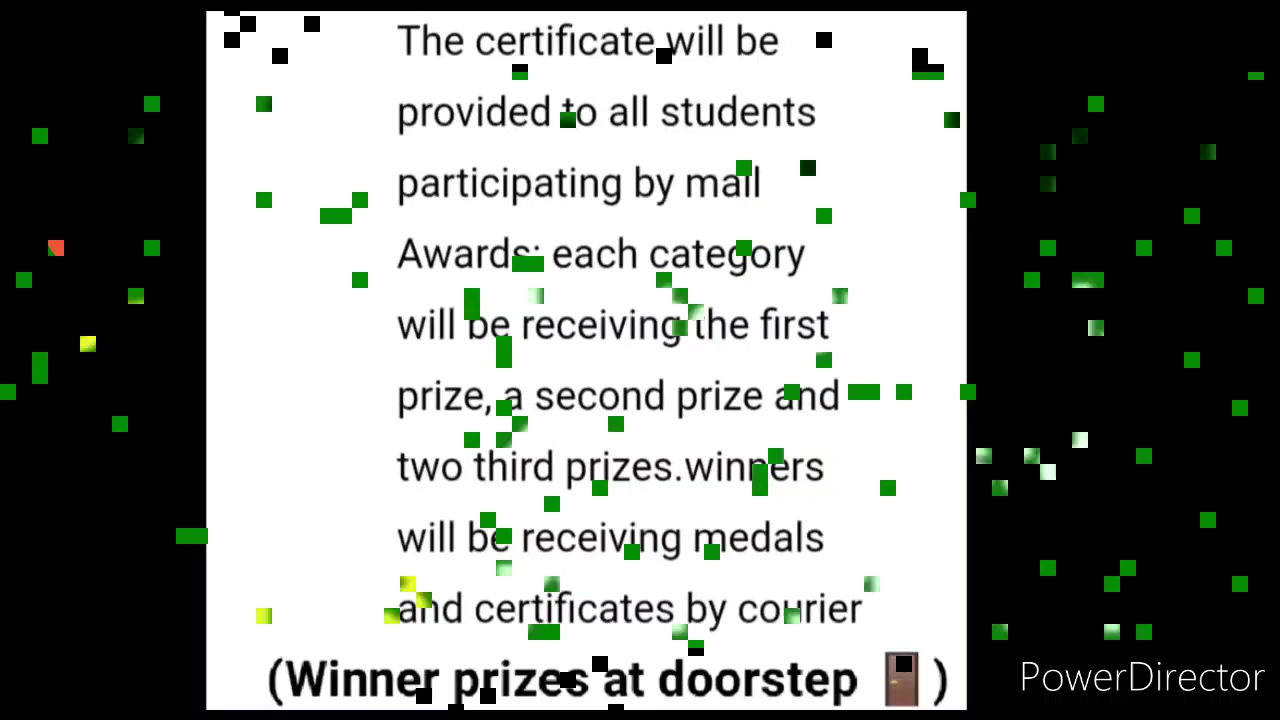 The certificate will be
provided to all students
participating by mail
Awards: each category
will be receiving the first
prize, a second prize and
two third prizes.winners
will be receiving medals
and certificates by courier
(Winner prizes at doorstep 🚪)
PowerDirector